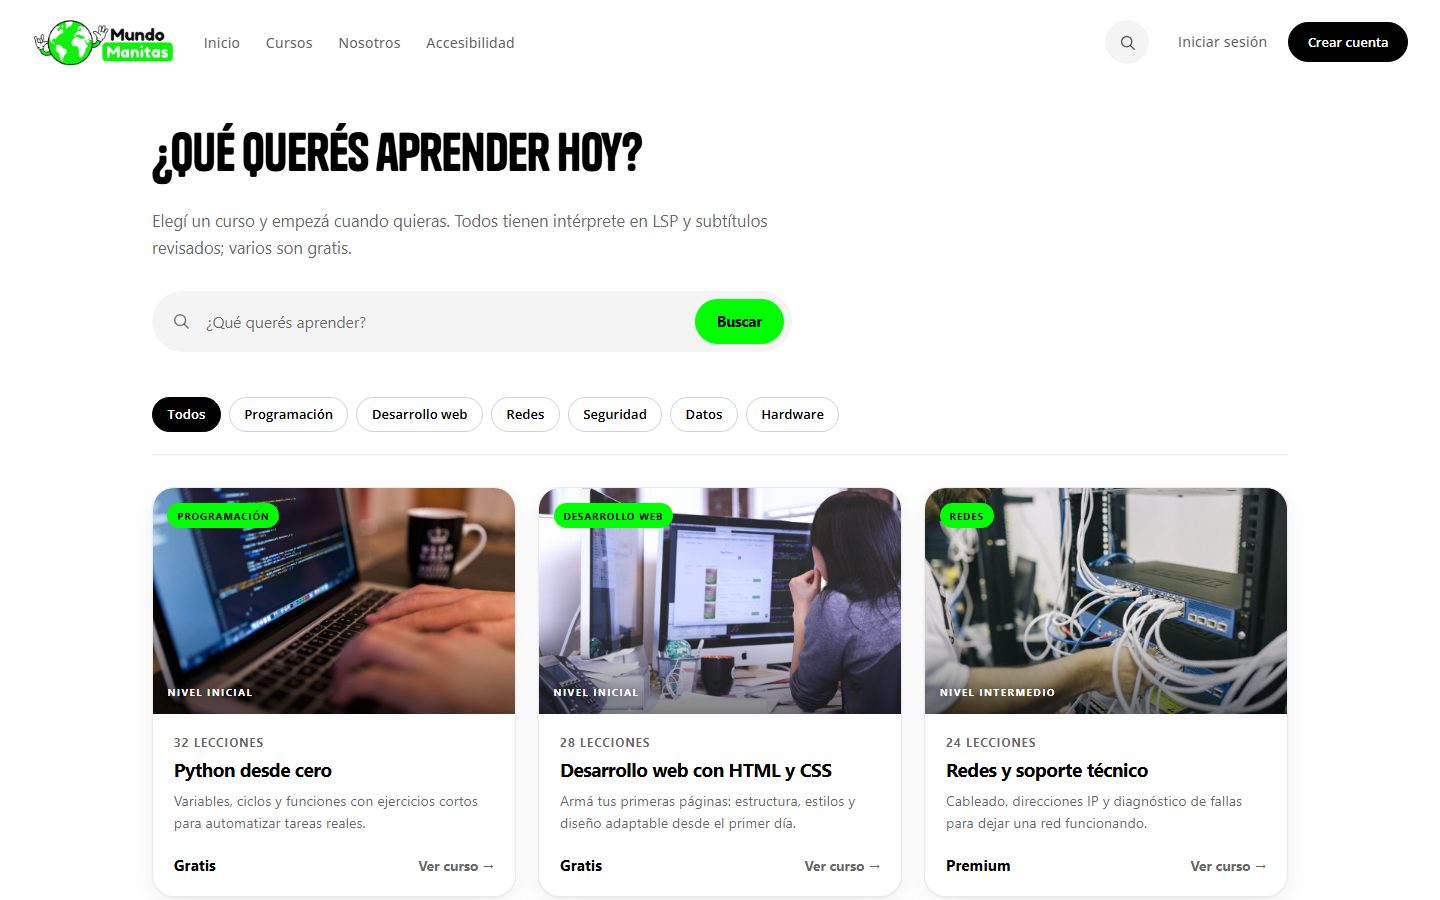 Mundo
Manitas
Inicio
Cursos
Nosotros
Accesibilidad
Iniciar sesión
Crear cuenta
¿QUÉ QUERÉS APRENDER HOY?
Elegí un curso y empezá cuando quieras. Todos tienen intérprete en LSP y subtítulos
revisados; varios son gratis.
¿Qué querés aprender?
Buscar
Todos
Programación
Desarrollo web
Redes
Seguridad
Datos
Hardware
PROGRAMACIÓN
NIVEL INICIAL
32 LECCIONES
Python desde cero
Variables, ciclos y funciones con ejercicios cortos
para automatizar tareas reales.
Gratis
Ver curso →
DESARROLLO WEB
NIVEL INICIAL
28 LECCIONES
Desarrollo web con HTML y CSS
Armá tus primeras páginas: estructura, estilos y
diseño adaptable desde el primer día.
Gratis
Ver curso →
REDES
NIVEL INTERMEDIO
24 LECCIONES
Redes y soporte técnico
Cableado, direcciones IP y diagnóstico de fallas
para dejar una red funcionando.
Premium
Ver curso →